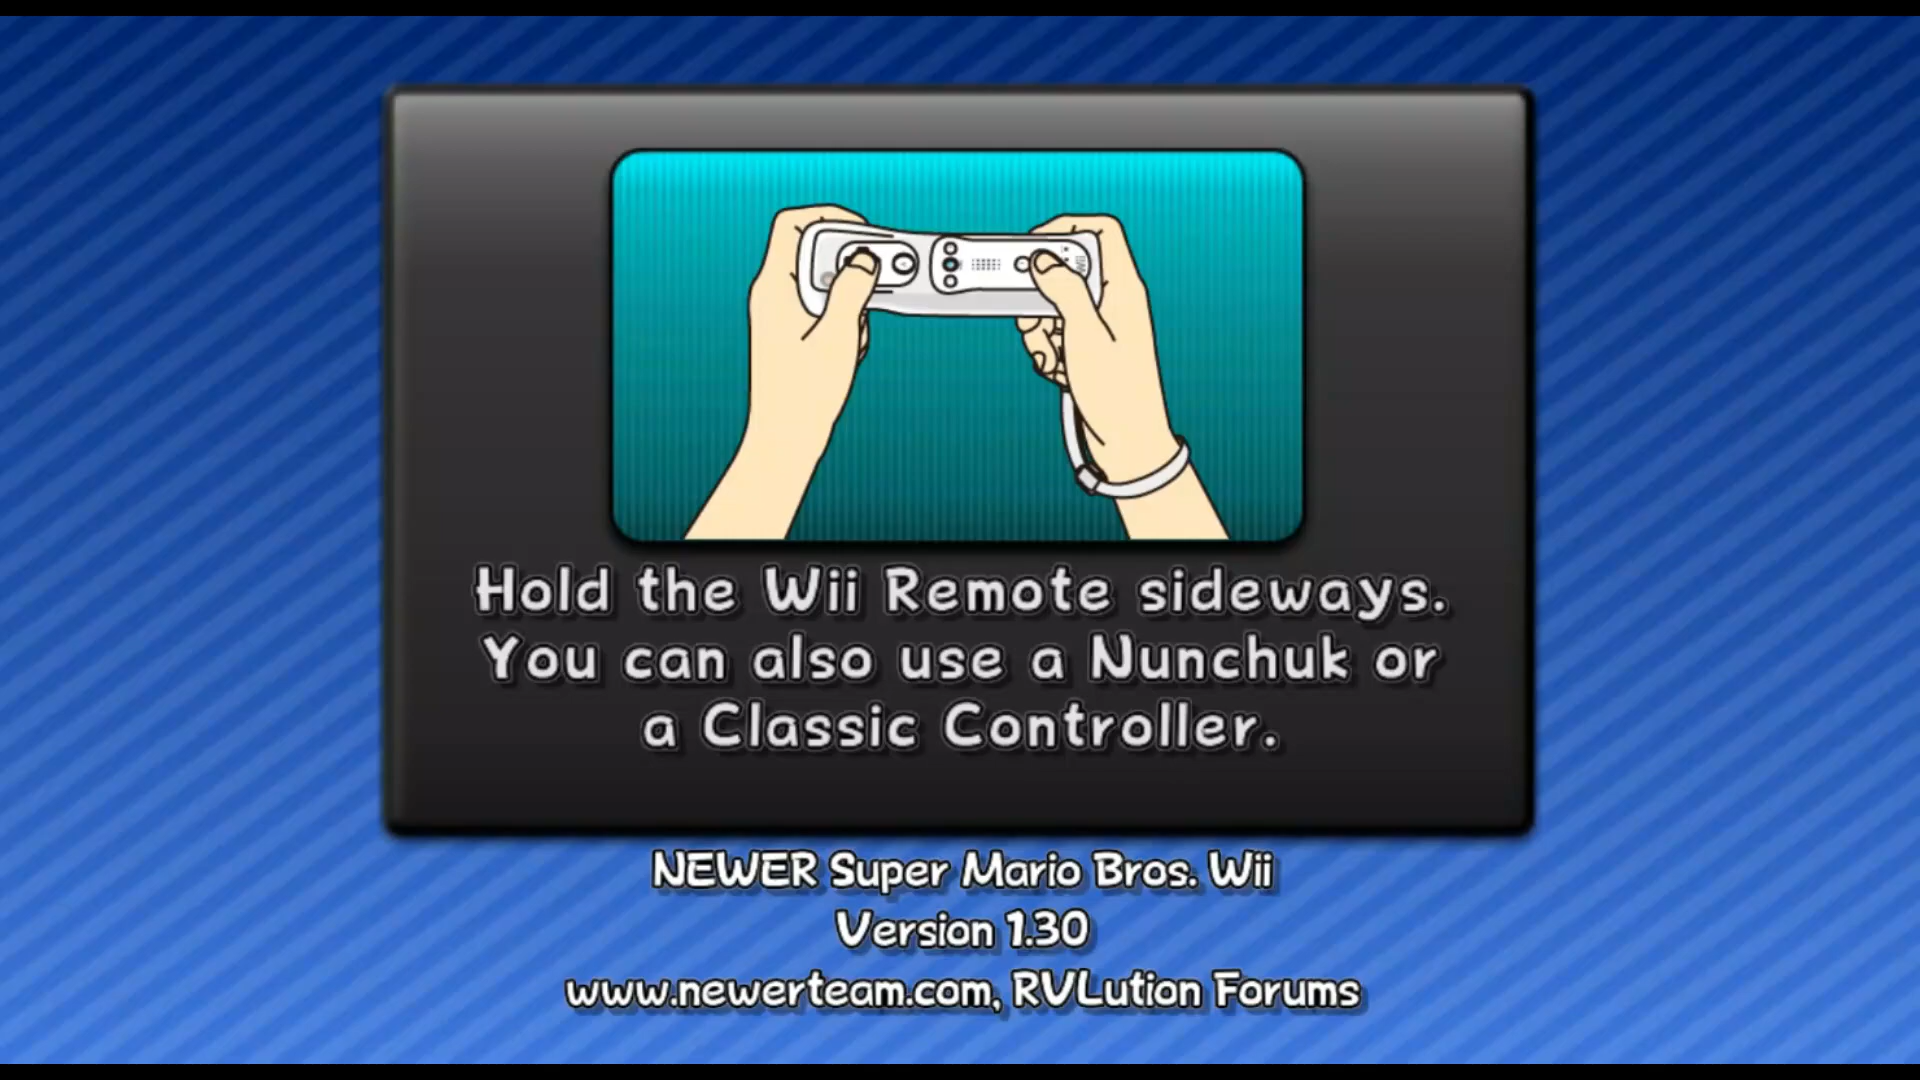 Hold the Wii Remote sideways.
You can also use a Nunchuk or
a Classic Controller.
NEWER Super Mario Bros. Wii
Version 1.30
www.newerteam.com, RVLution Forums